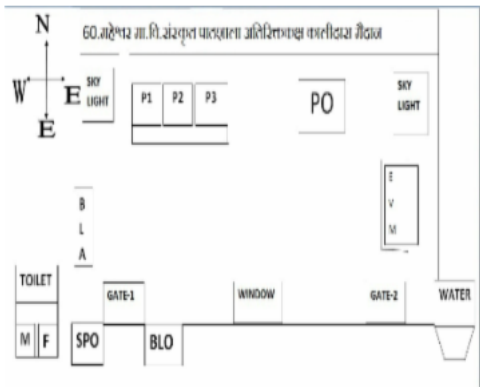 N
60.महेश्वर मा.वि.संस्कृत पाठशाला अतिरिक्तकक्ष कालीदास मैदान
W E
E
SKY LIGHT
P1 P2 P3
PO
SKY LIGHT
E
V
M
B
L
A
TOILET
GATE-1
WINDOW
GATE-2
WATER
M F
SPO
BLO